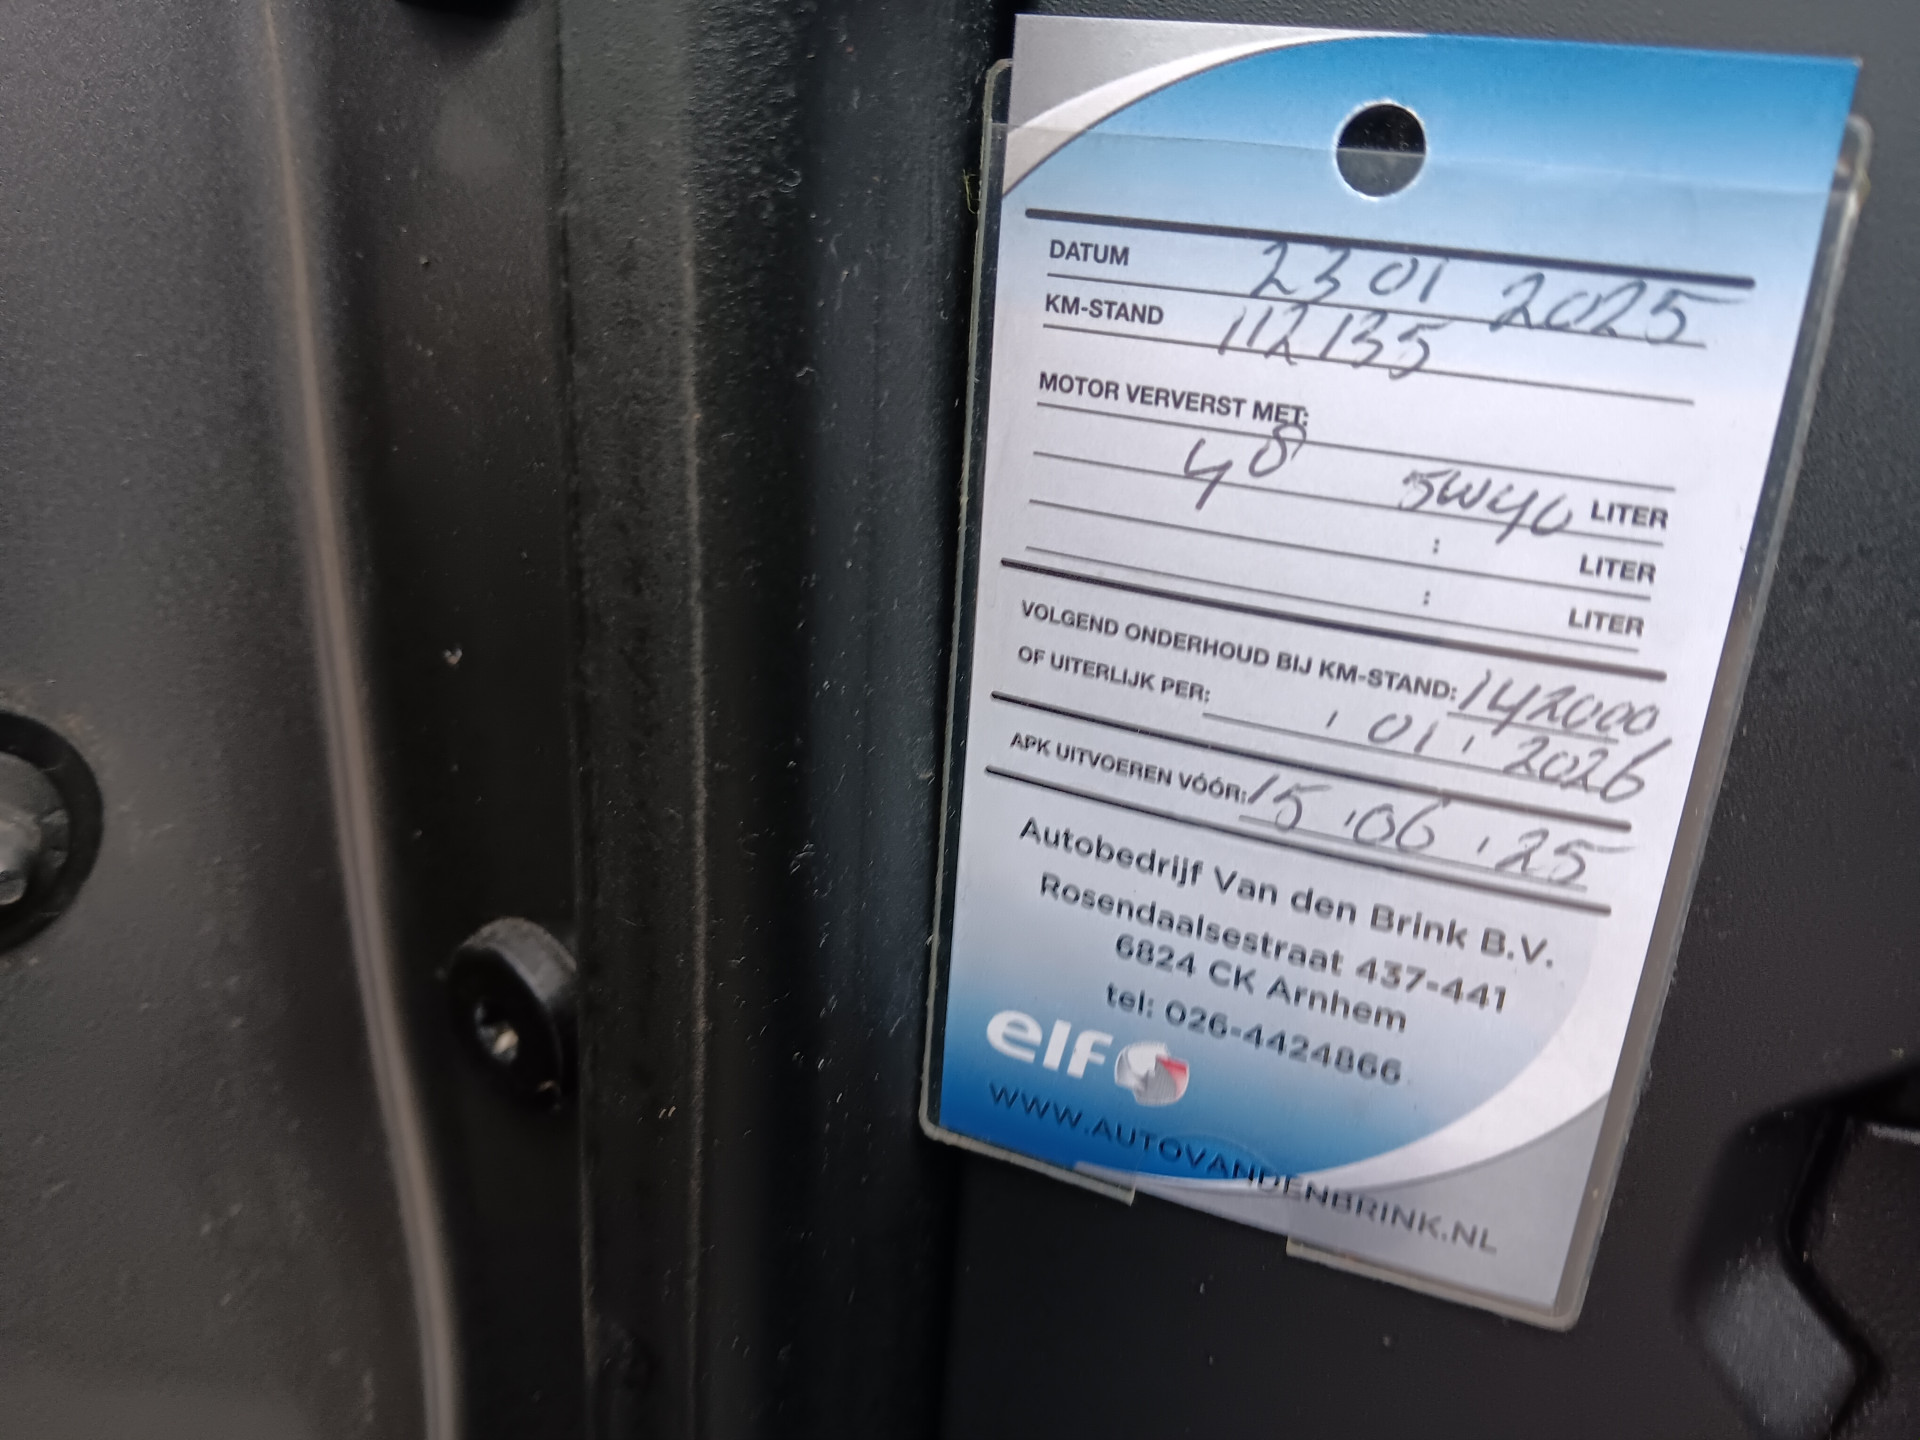 DATUM 23 01 2025
KM-STAND 112135
MOTOR VERVERST MET:
4 8 5W40 LITER
: LITER
: LITER
VOLGEND ONDERHOUD BIJ KM-STAND: 142000
OF UITERLIJK PER: 01 2026
APK UITVOEREN VÓÓR: 15 06 25
Autobedrijf Van den Brink B.V.
Rosendaalsestraat 437-441
6824 CK Arnhem
tel: 026-4424866
elf
WWW.AUTOVANDENBRINK.NL